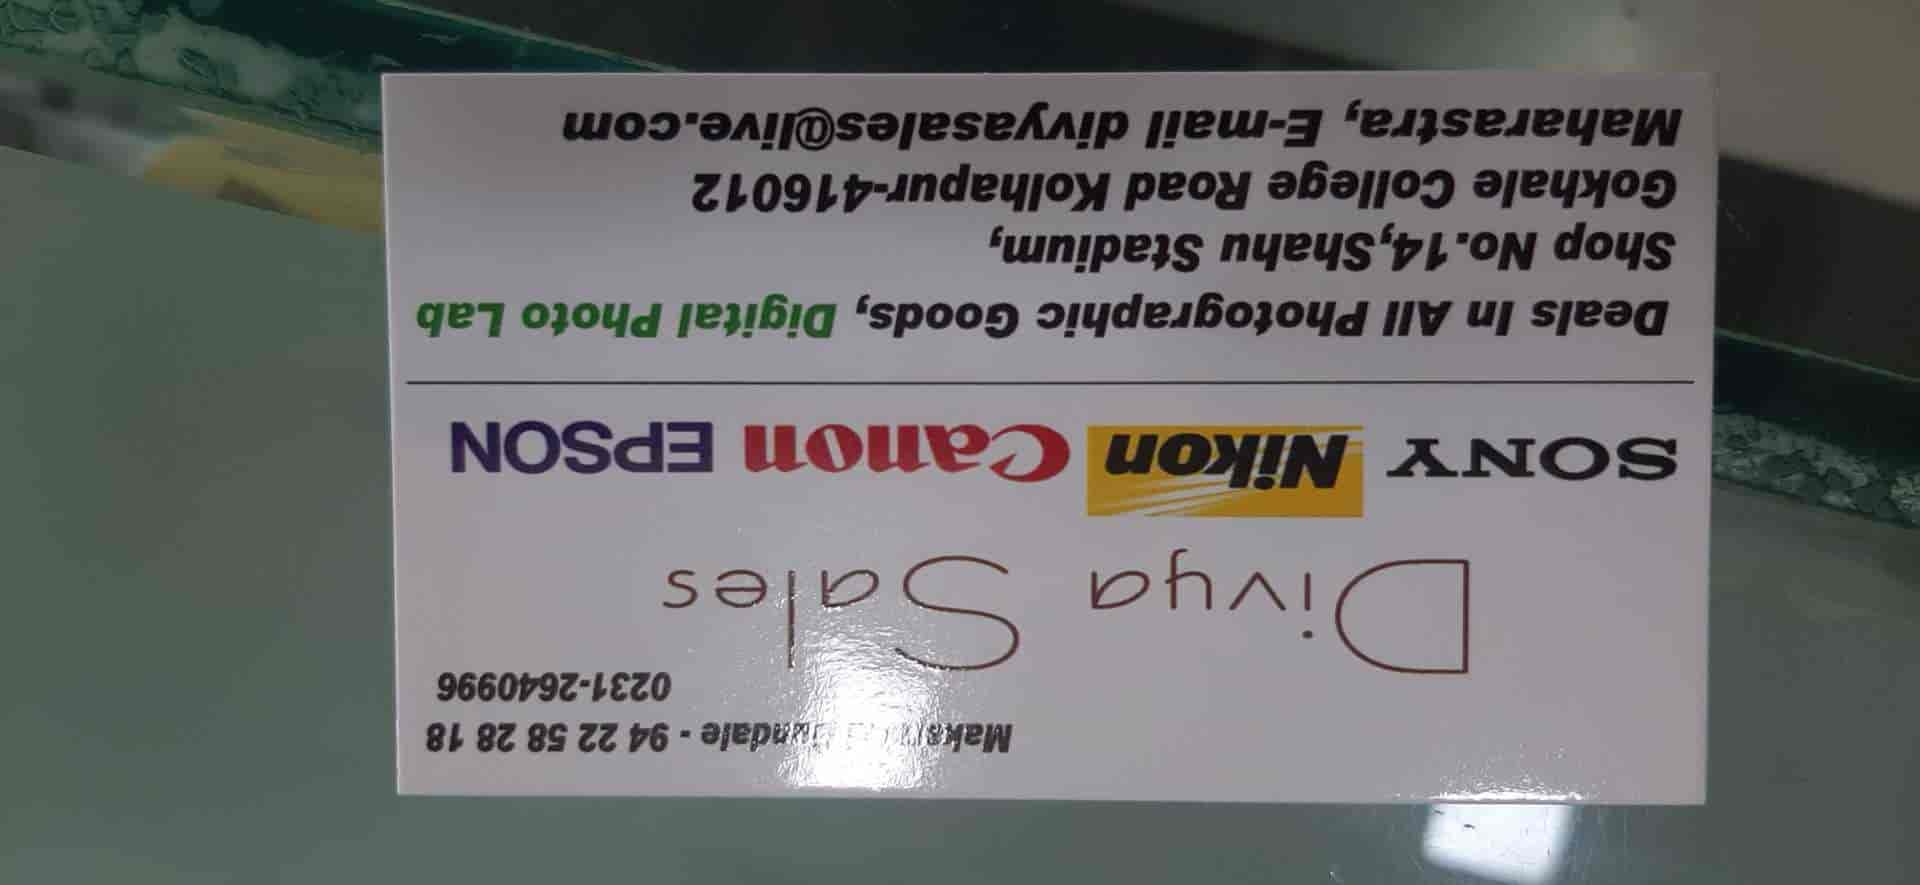 - 94 22 58 28 18
0231-2640996
Divya Sales
SONY Nikon Canon EPSON
Deals In All Photographic Goods, Digital Photo Lab
Shop No.14,Shahu Stadium,
Gokhale College Road Kolhapur-416012
Maharastra, E-mail divyasales@live.com